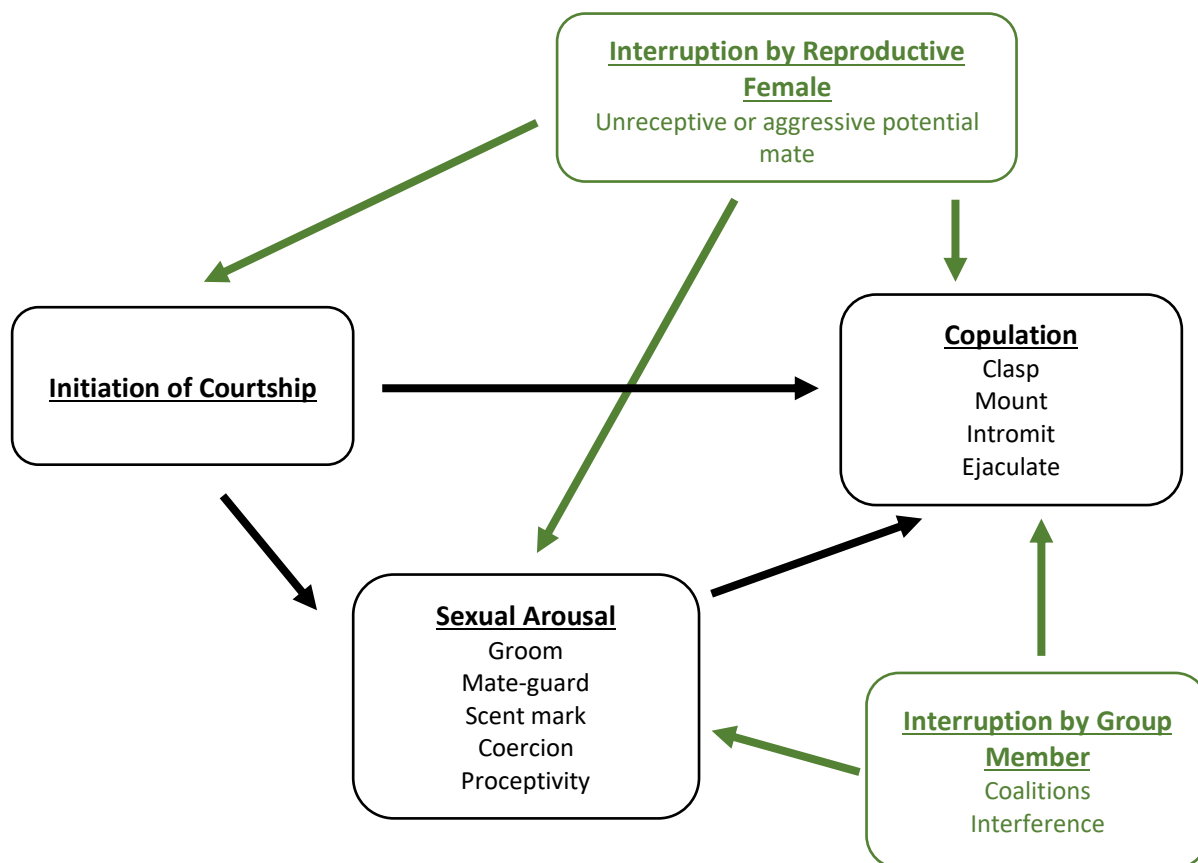 Interruption by Reproductive
Female
Unreceptive or aggressive potential
mate
Initiation of Courtship
Copulation
Clasp
Mount
Intromit
Ejaculate
Sexual Arousal
Groom
Mate-guard
Scent mark
Coercion
Proceptivity
Interruption by Group
Member
Coalitions
Interference